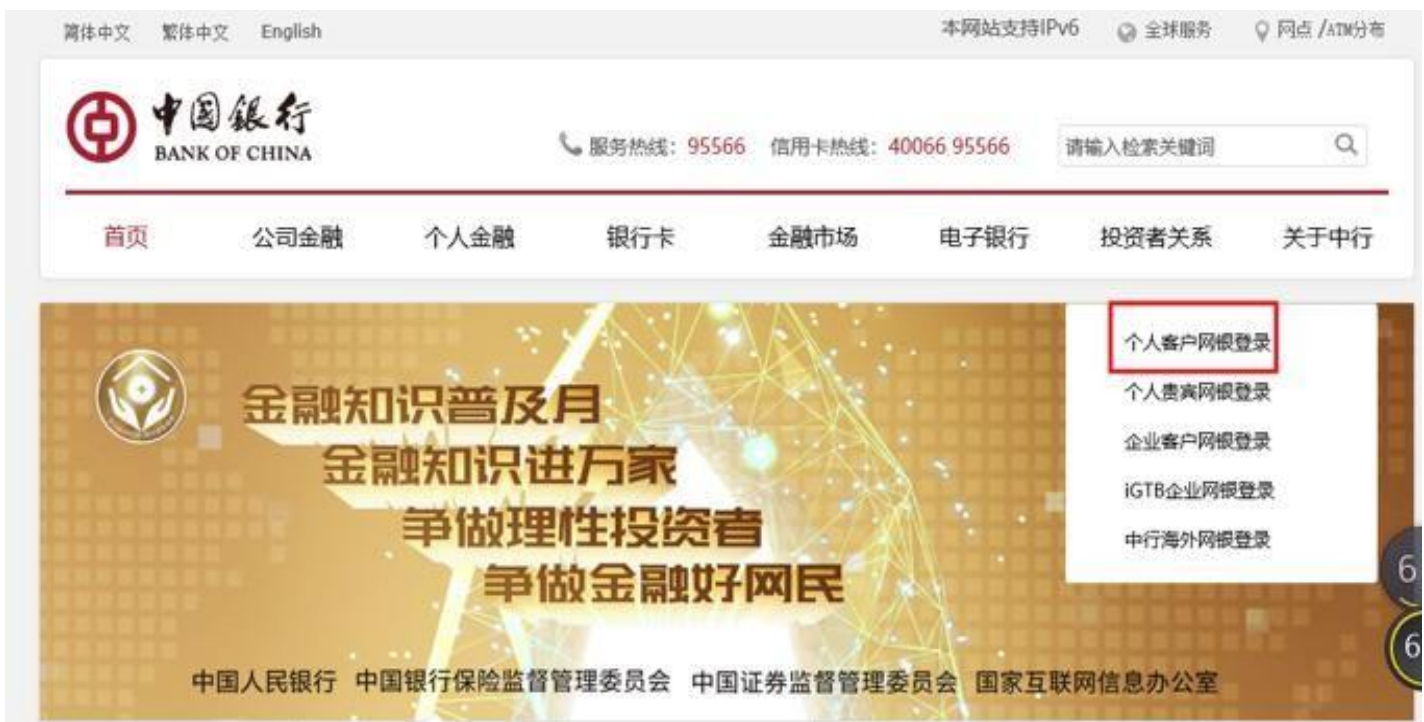 简体中文 繁体中文 English 本网站支持IPv6 全球服务 网点 /ATM分布
中国銀行
BANK OF CHINA
服务热线：95566 信用卡热线：40066 95566 请输入检索关键词
首页 公司金融 个人金融 银行卡 金融市场 电子银行 投资者关系 关于中行
金融知识普及月
金融知识进万家
争做理性投资者
争做金融好网民
个人客户网银登录
个人贵宾网银登录
企业客户网银登录
iGTB企业网银登录
中行海外网银登录
6
6
中国人民银行 中国银行保险监督管理委员会 中国证券监督管理委员会 国家互联网信息办公室